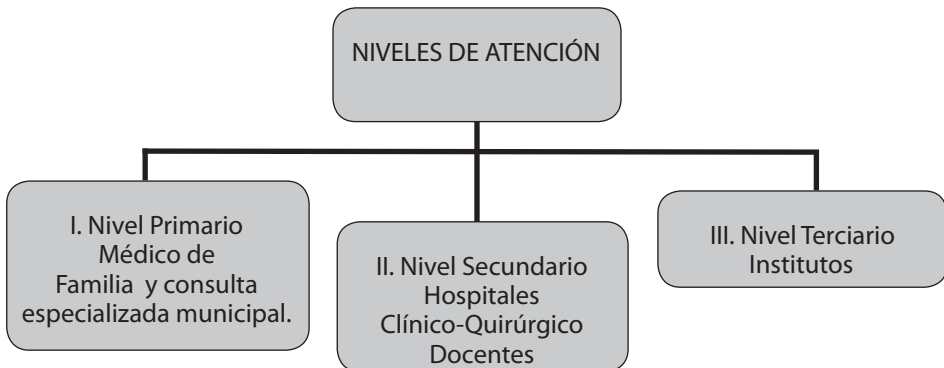 NIVELES DE ATENCIÓN
I. Nivel Primario
Médico de
Familia y consulta
especializada municipal.
II. Nivel Secundario
Hospitales
Clínico-Quirúrgico
Docentes
III. Nivel Terciario
Institutos